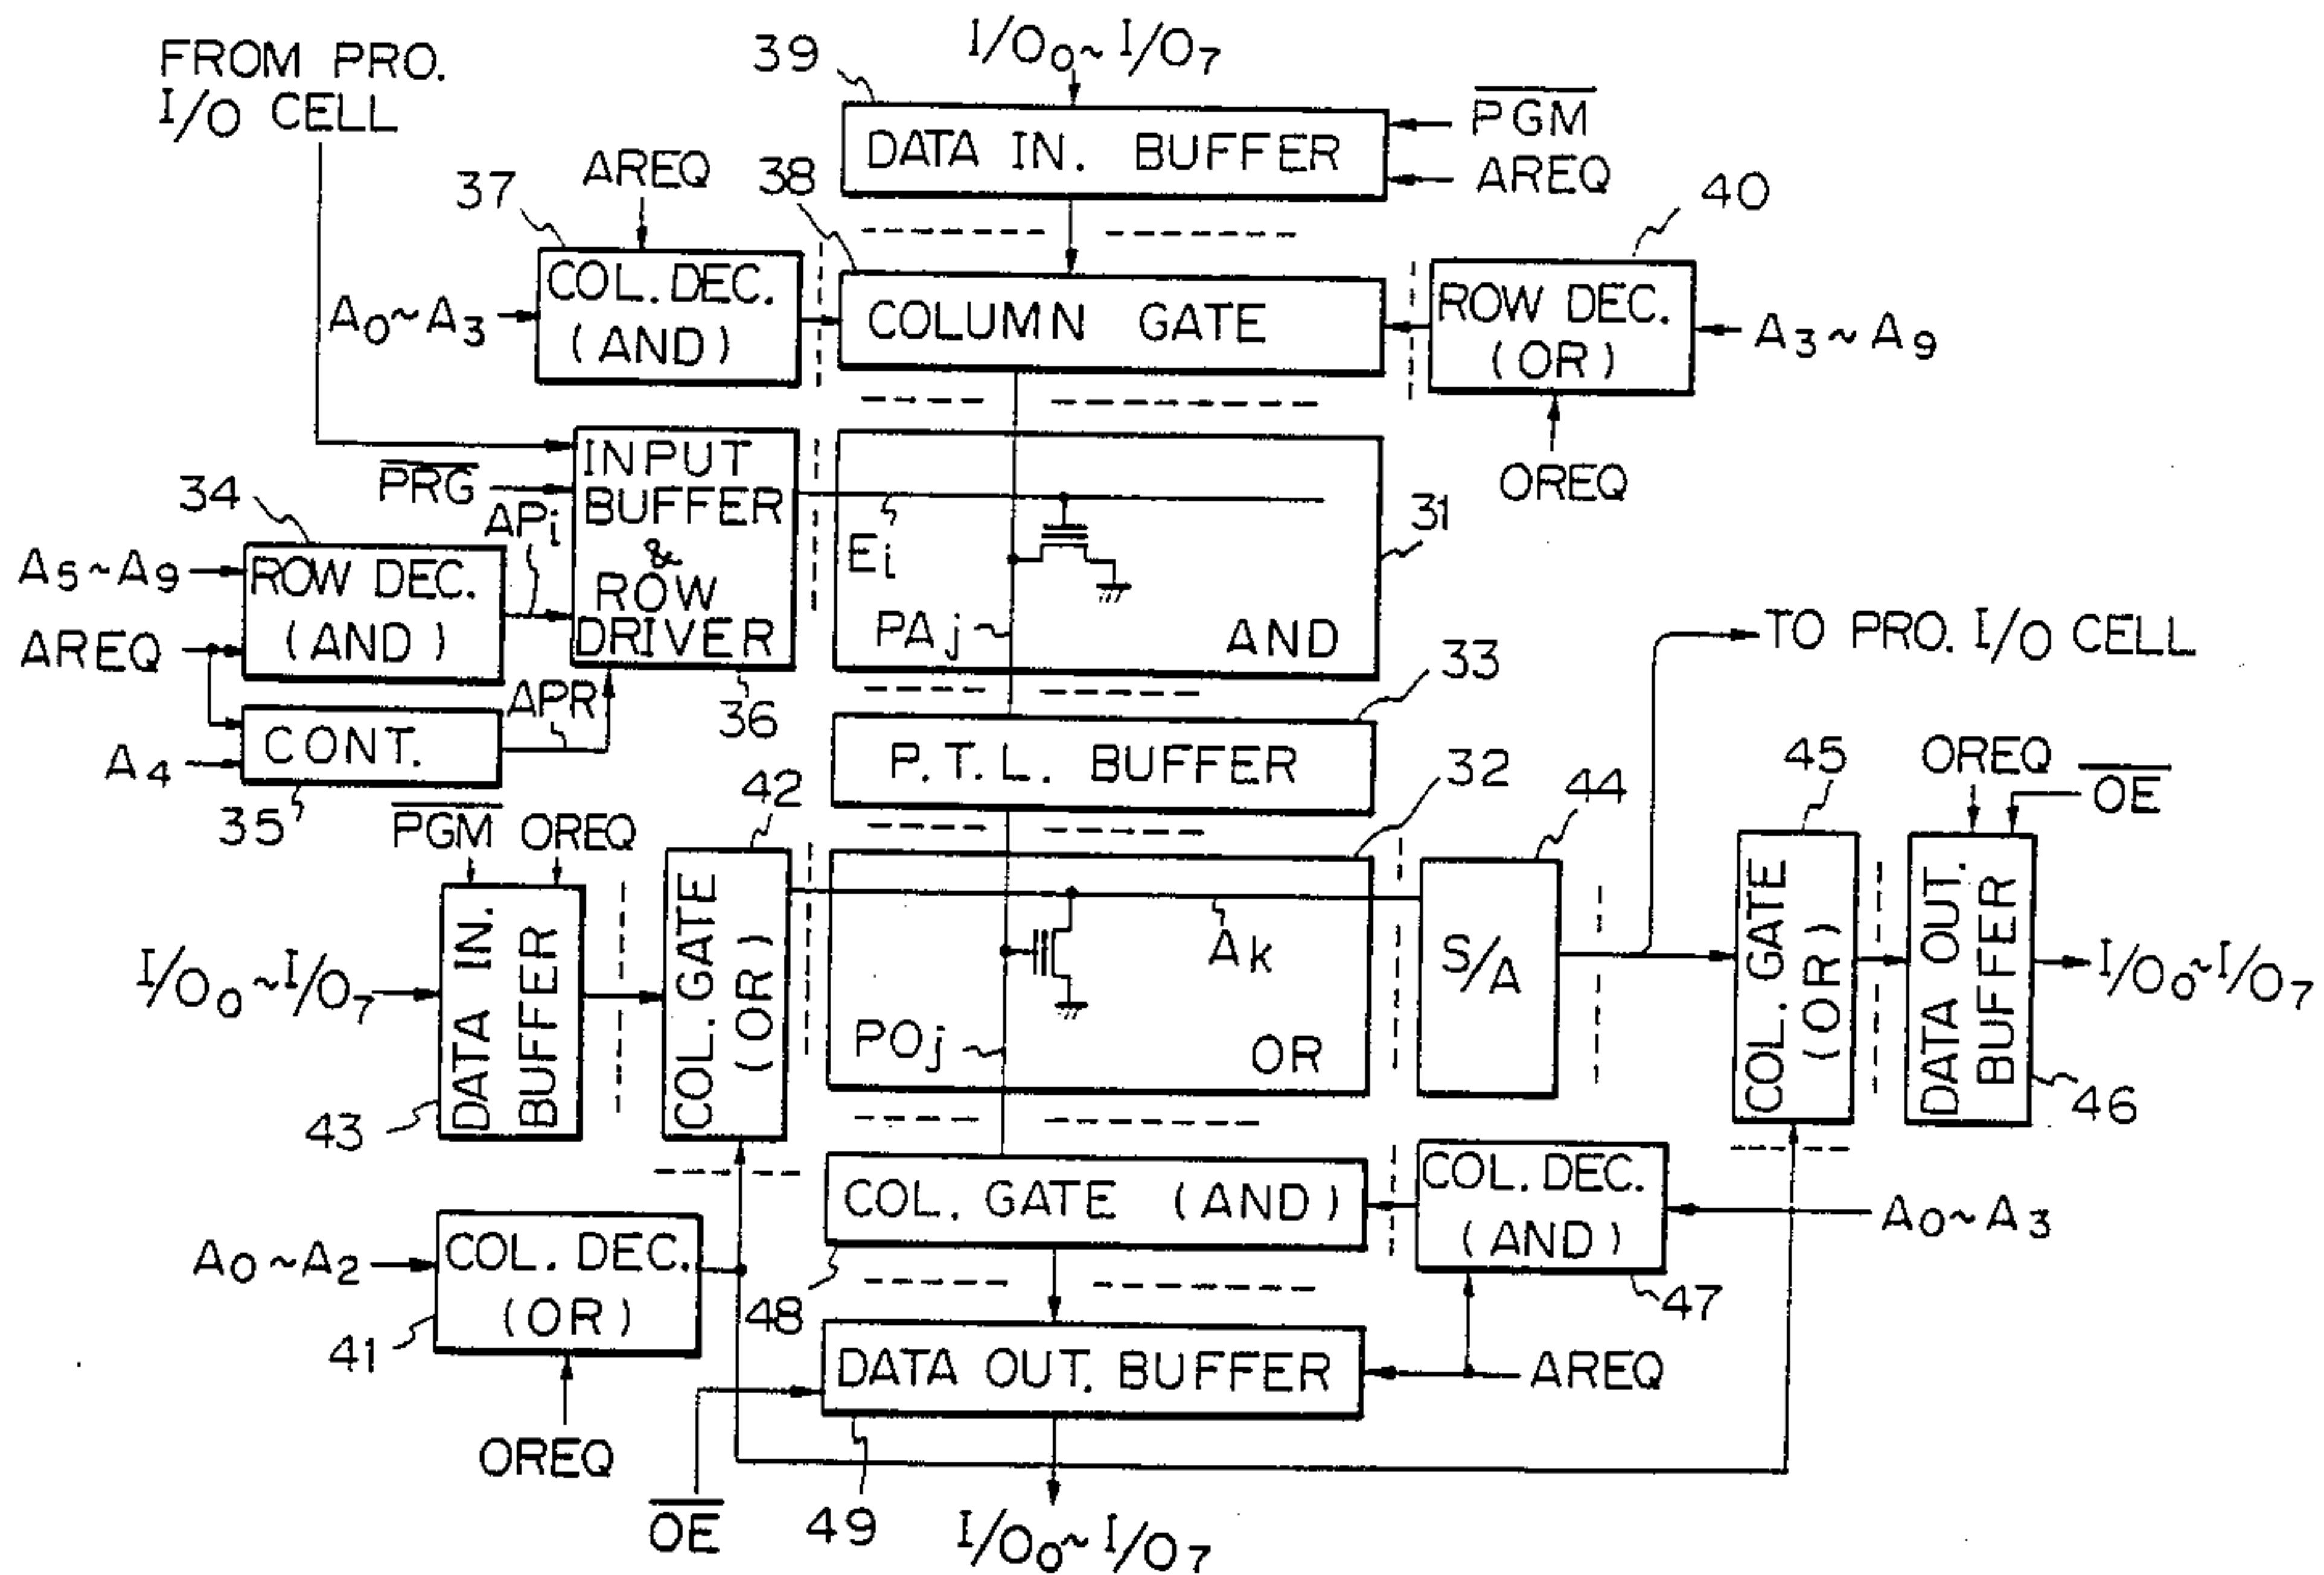 FROM PRO.
I/O CELL
39
I/O0~I/O7
DATA IN. BUFFER
PGM
AREQ
37
AREQ
38
40
COL. DEC.
(AND)
A0~A3
COLUMN GATE
ROW DEC.
(OR)
A3~A9
OREQ
INPUT
BUFFER
&
ROW
DRIVER
PRG
APi
34
A5~A9
ROW DEC.
(AND)
AREQ
APR
36
CONT.
A4
35
Ei
PAj
AND
31
33
TO PRO. I/O CELL
P.T.L. BUFFER
32
42
44
45
OREQ
OE
PGM
OREQ
I/O0~I/O7
DATA IN.
BUFFER
43
COL. GATE
(OR)
Ak
POj
OR
S/A
COL. GATE
(OR)
DATA OUT.
BUFFER
I/O0~I/O7
46
COL. GATE (AND)
COL. DEC.
(AND)
A0~A3
A0~A2
COL. DEC.
(OR)
41
48
47
OREQ
DATA OUT. BUFFER
AREQ
OE
49
I/O0~I/O7